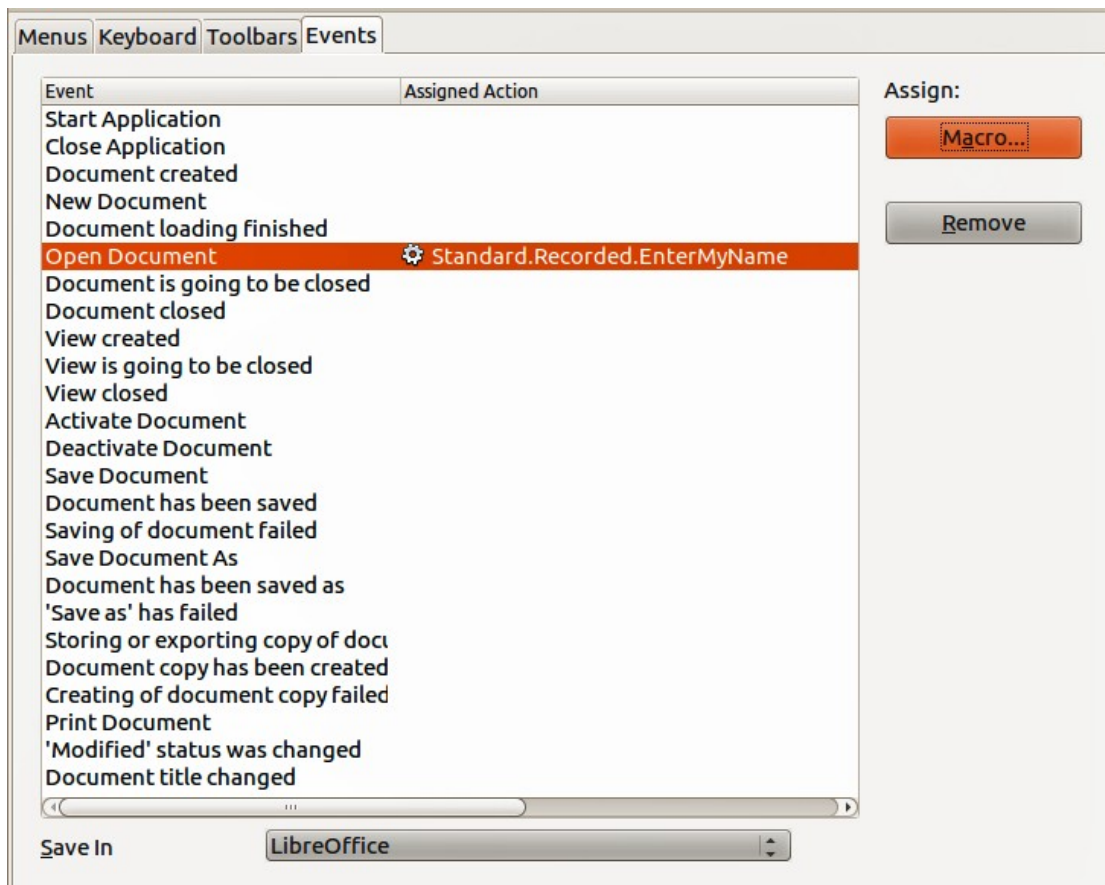 Menus Keyboard Toolbars Events
Event Assigned Action
Assign:
Start Application
Macro...
Close Application
Document created
New Document
Remove
Document loading finished
Open Document Standard.Recorded.EnterMyName
Document is going to be closed
Document closed
View created
View is going to be closed
View closed
Activate Document
Deactivate Document
Save Document
Document has been saved
Saving of document failed
Save Document As
Document has been saved as
'Save as' has failed
Storing or exporting copy of docu
Document copy has been created
Creating of document copy failed
Print Document
'Modified' status was changed
Document title changed
Save In LibreOffice